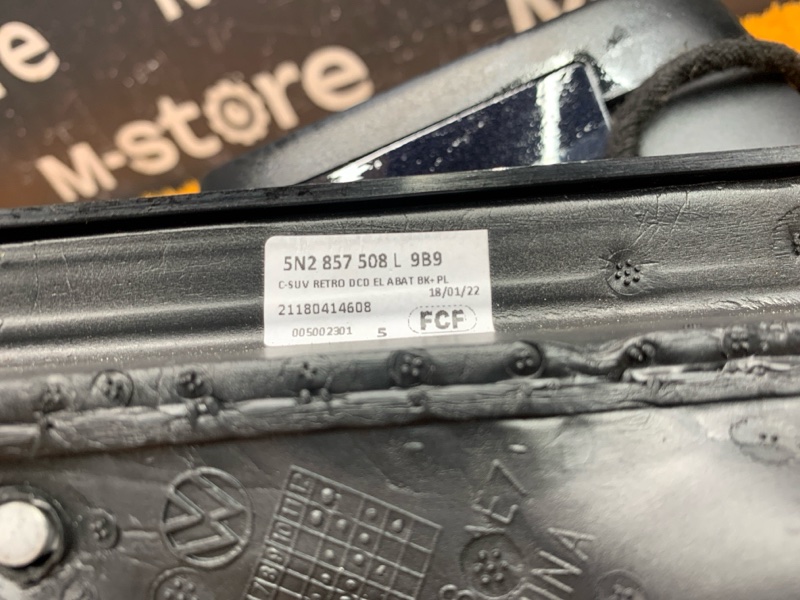 store
M-store
5N2 857 508 L 9B9
C-SUV RETRO DCD EL ABAT BK+PL
18/01/22
21180414608
005002301 5 FCF